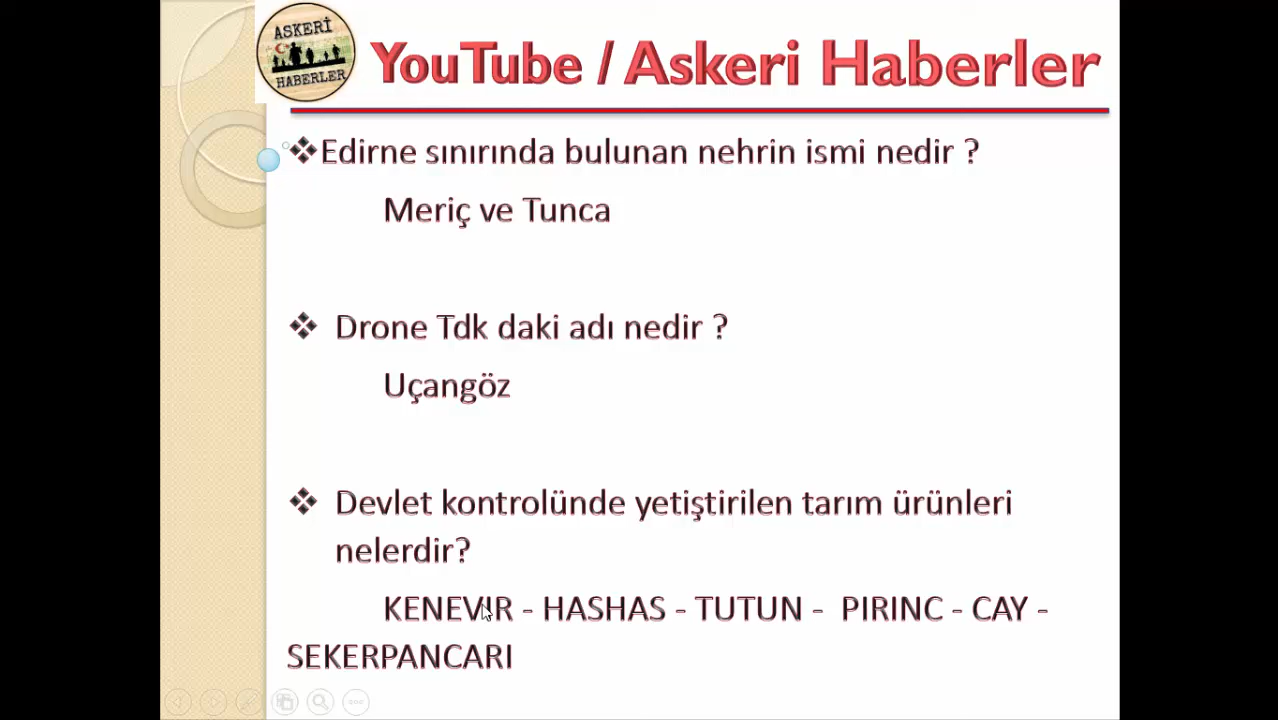 ASKERİ
HABERLER
YouTube / Askeri Haberler
Edirne sınırında bulunan nehrin ismi nedir ?
Meriç ve Tunca
Drone Tdk daki adı nedir ?
Uçangöz
Devlet kontrolünde yetiştirilen tarım ürünleri
nelerdir?
KENEVIR - HASHAS - TUTUN - PIRINC - CAY -
SEKERPANCARI